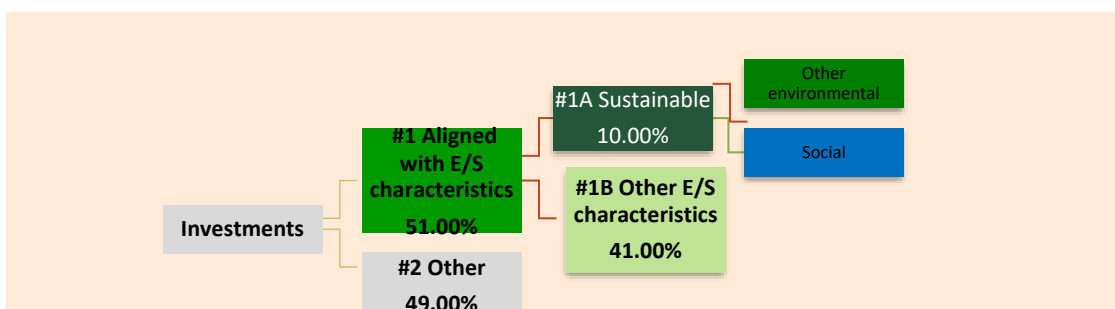 Investments
#1 Aligned
with E/S
characteristics
51.00%
#2 Other
49.00%
#1A Sustainable
10.00%
#1B Other E/S
characteristics
41.00%
Other
environmental
Social